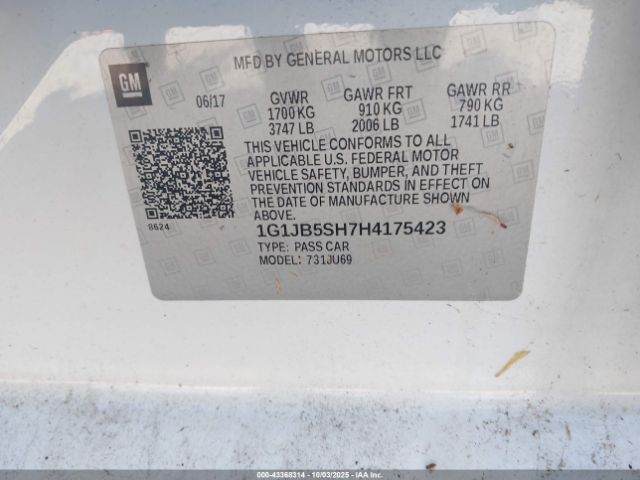 MFD BY GENERAL MOTORS LLC
GM
06/17 GVWR GAWR FRT GAWR RR
1700 KG 910 KG 790 KG
3747 LB 2006 LB 1741 LB
THIS VEHICLE CONFORMS TO ALL
APPLICABLE U.S. FEDERAL MOTOR
VEHICLE SAFETY, BUMPER, AND THEFT
PREVENTION STANDARDS IN EFFECT ON
THE DATE OF MANUFACTURE SHOWN
ABOVE.
8624
1G1JB5SH7H4175423
TYPE: PASS CAR
MODEL: 731JU69
000-43368314 | 10/03/2025 | IAAI.COM